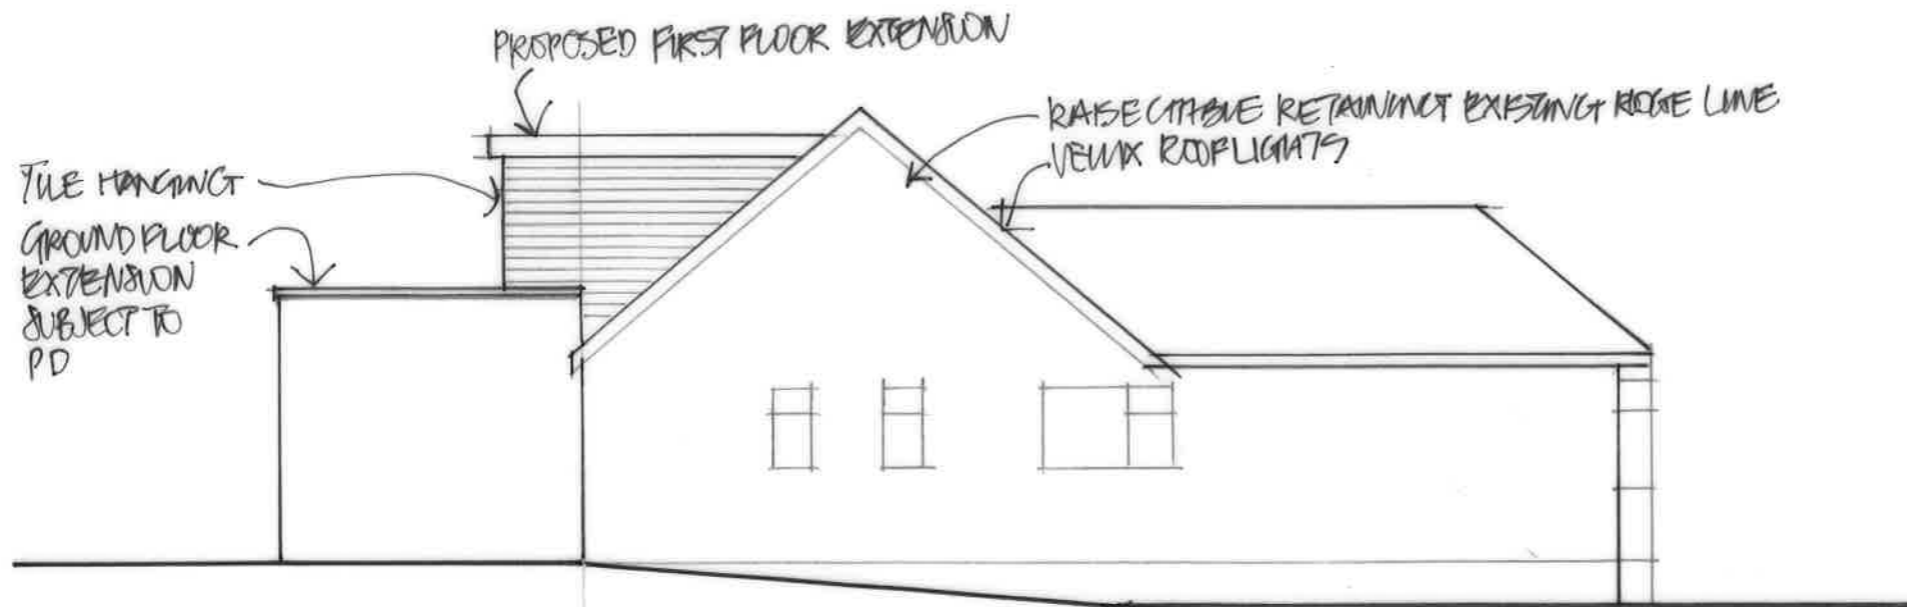 PROPOSED FIRST FLOOR EXTENSION
RAISE GABLE RETAINING EXISTING RIDGE LINE
VELUX ROOFLIGHTS
TILE HANGING
GROUND FLOOR
EXTENSION
SUBJECT TO
PD